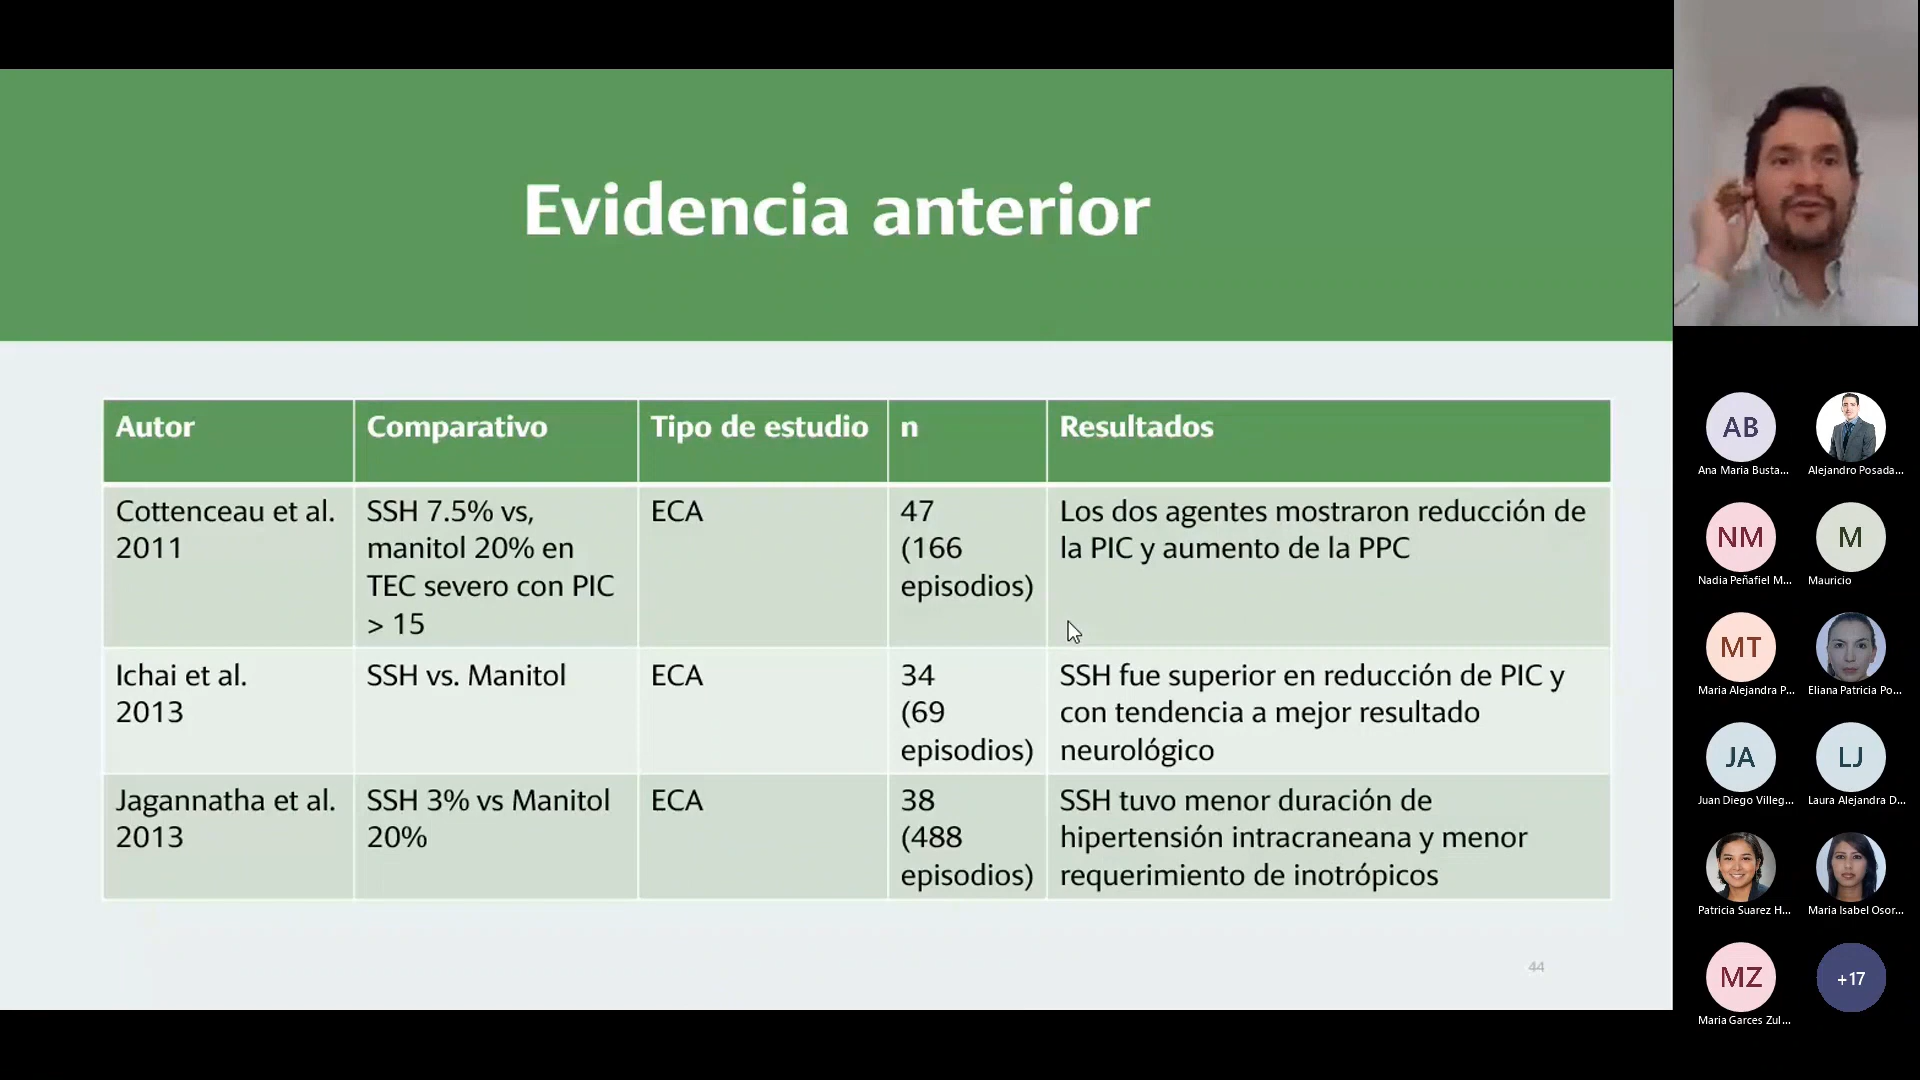 Evidencia anterior
Autor
Comparativo
Tipo de estudio
n
Resultados
Cottenceau et al.
2011
SSH 7.5% vs,
manitol 20% en
TEC severo con PIC
> 15
ECA
47
(166
episodios)
Los dos agentes mostraron reducción de
la PIC y aumento de la PPC
Ichai et al.
2013
SSH vs. Manitol
ECA
34
(69
episodios)
SSH fue superior en reducción de PIC y
con tendencia a mejor resultado
neurológico
Jagannatha et al.
2013
SSH 3% vs Manitol
20%
ECA
38
(488
episodios)
SSH tuvo menor duración de
hipertensión intracraneana y menor
requerimiento de inotrópicos
44
AB
Ana Maria Busta...
Alejandro Posada...
NM
Nadia Peñafiel M...
M
Mauricio
MT
Maria Alejandra P...
Eliana Patricia Po...
JA
Juan Diego Villeg...
LJ
Laura Alejandra D...
Patricia Suarez H...
Maria Isabel Osor...
MZ
Maria Garces Zul...
+17